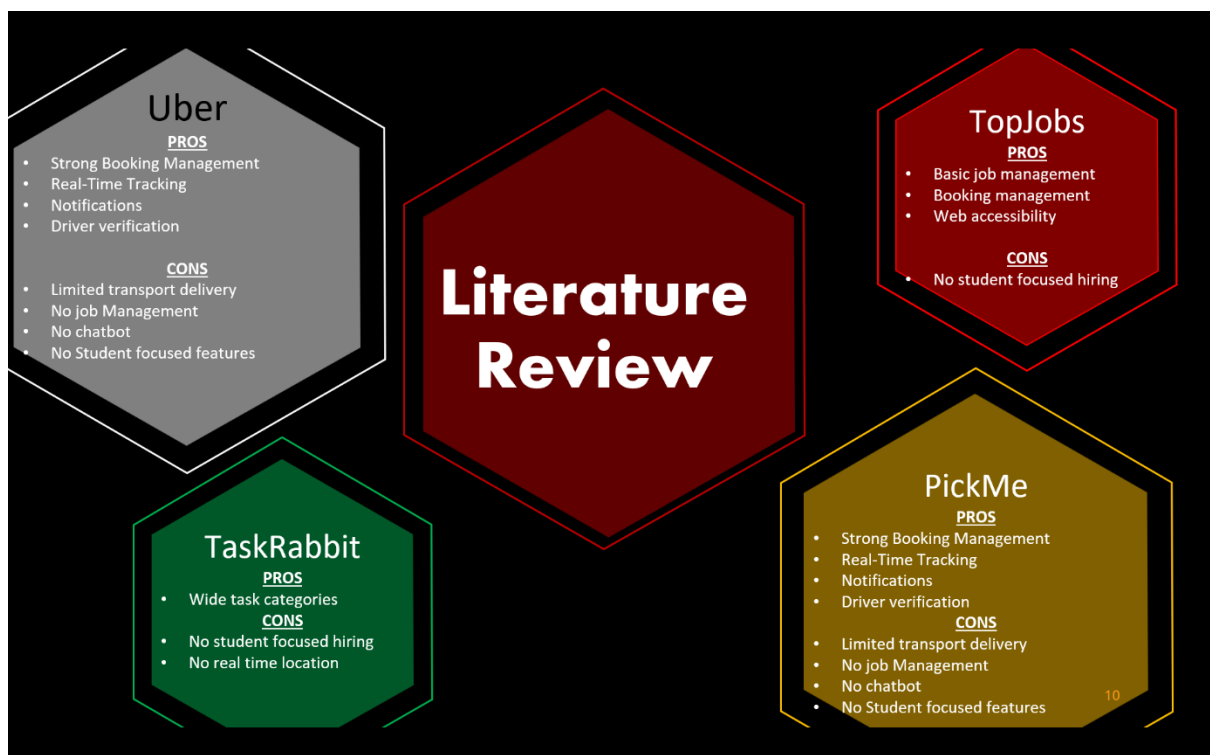 Uber
PROS
• Strong Booking Management
• Real-Time Tracking
• Notifications
• Driver verification
CONS
• Limited transport delivery
• No job Management
• No chatbot
• No Student focused features
Literature
Review
TopJobs
PROS
• Basic job management
• Booking management
• Web accessibility
CONS
• No student focused hiring
TaskRabbit
PROS
• Wide task categories
CONS
• No student focused hiring
• No real time location
PickMe
PROS
• Strong Booking Management
• Real-Time Tracking
• Notifications
• Driver verification
CONS
• Limited transport delivery
• No job Management
• No chatbot
• No Student focused features
10